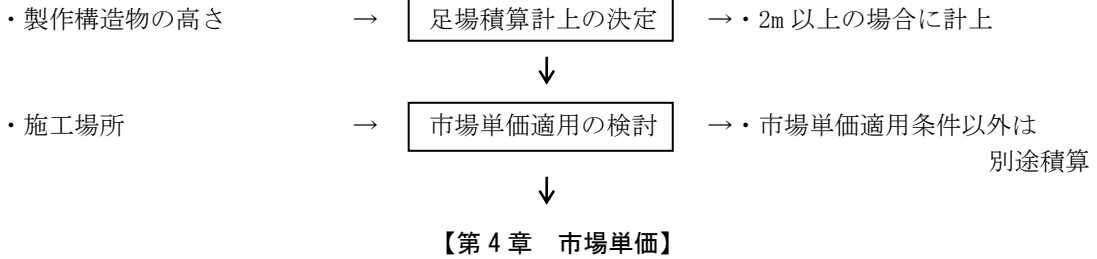 ・製作構造物の高さ → 足場積算計上の決定 →・2m 以上の場合に計上
↓
・施工場所 → 市場単価適用の検討 →・市場単価適用条件以外は
別途積算
↓
【第4章 市場単価】